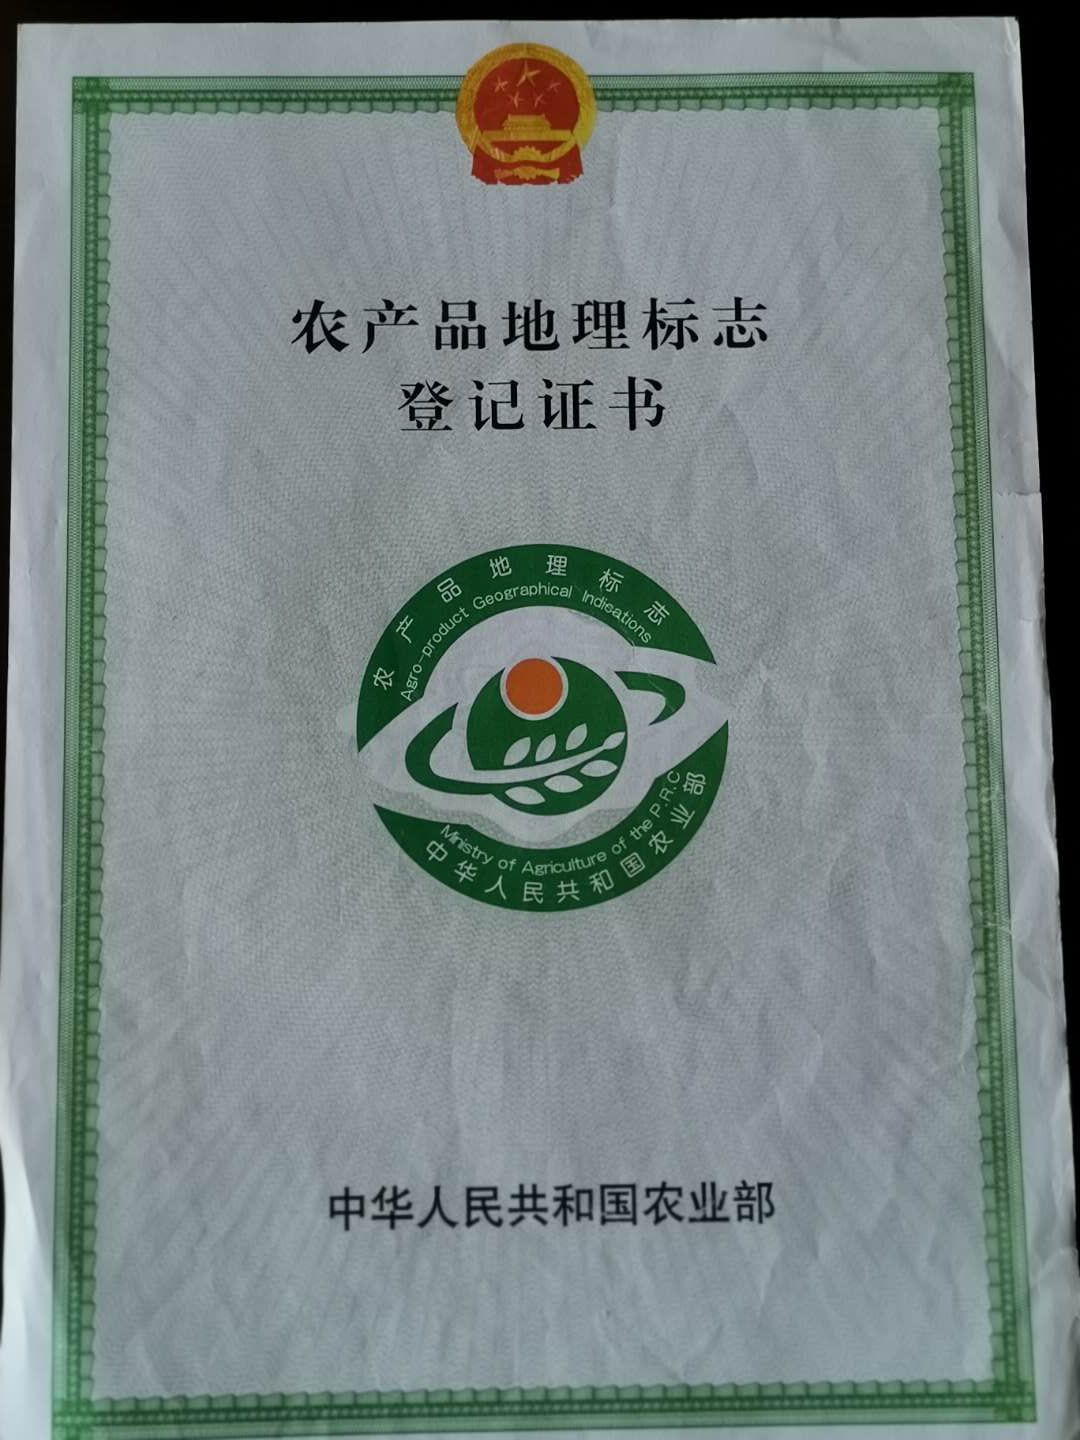 农产品地理标志
登记证书
农产品地理标志
Agro-product Geographical Indications
Ministry of Agriculture of the P.R.C
中华人民共和国农业部
中华人民共和国农业部